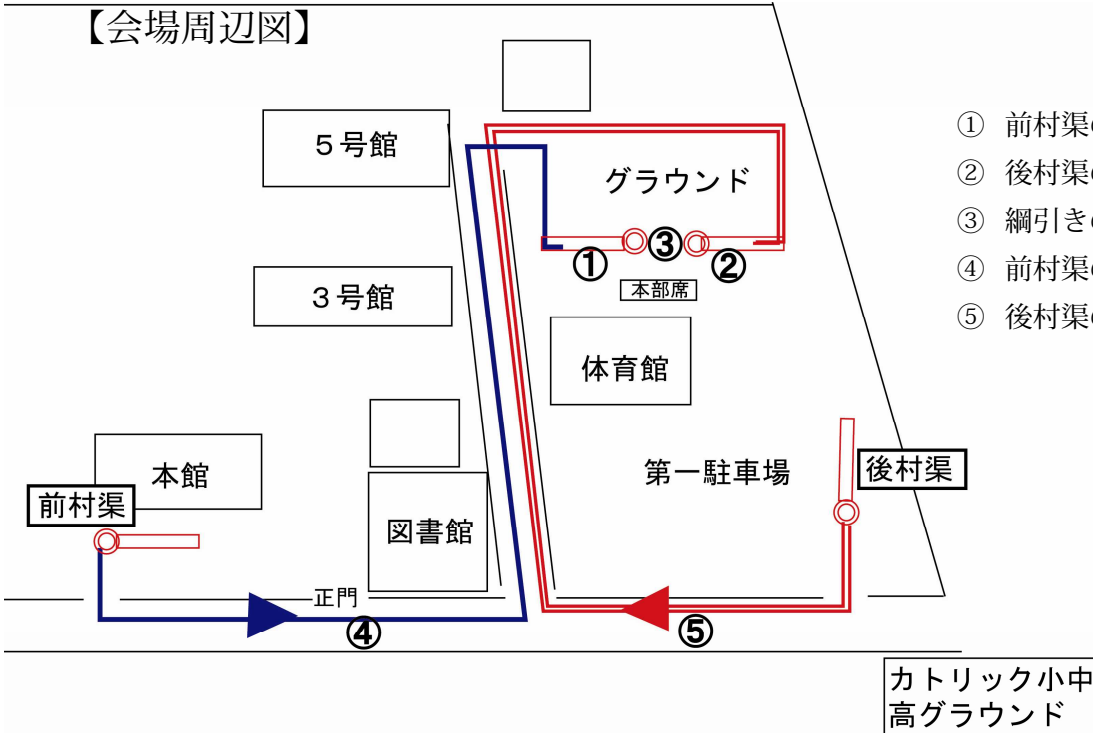 【会場周辺図】
５号館
グラウンド
① 前村渠
② 後村渠
③ 綱引き
④ 前村渠
⑤ 後村渠
①
③
②
本部席
３号館
体育館
本館
前村渠
第一駐車場
後村渠
図書館
正門
④
⑤
カトリック小中
高グラウンド